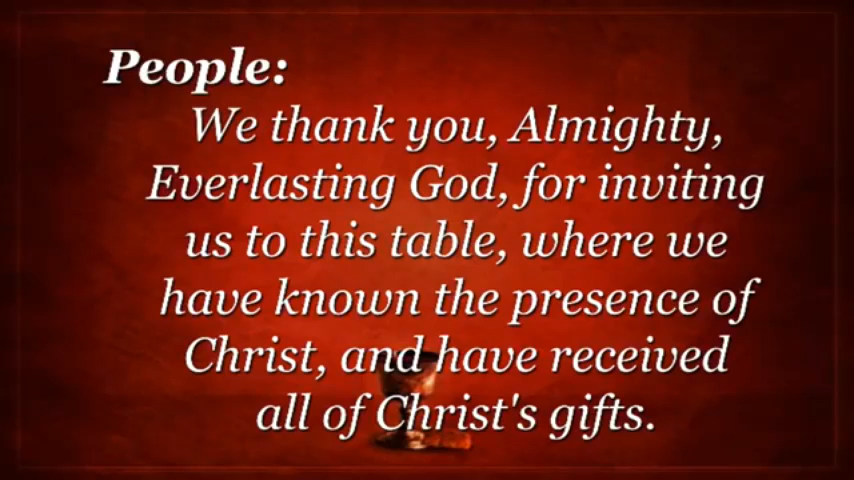 People:
We thank you, Almighty,
Everlasting God, for inviting
us to this table, where we
have known the presence of
Christ, and have received
all of Christ's gifts.